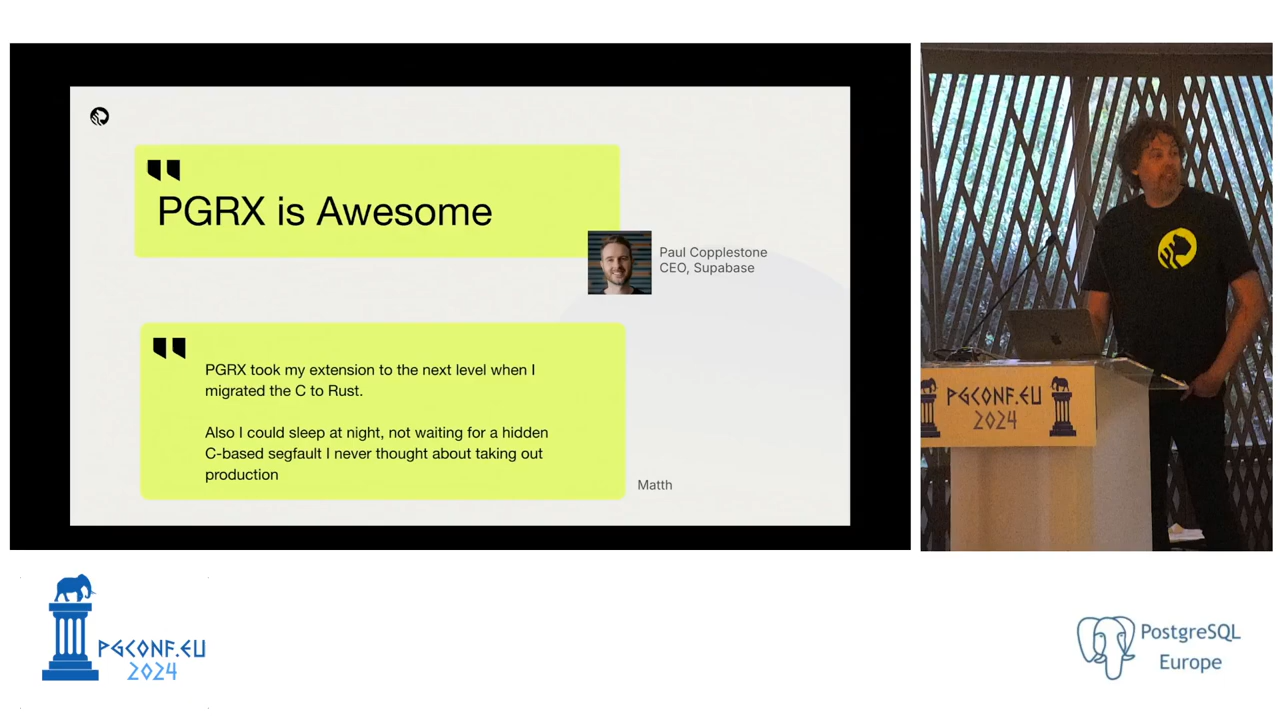 PGRX is Awesome
Paul Copplestone
CEO, Supabase
PGRX took my extension to the next level when I
migrated the C to Rust.
Also I could sleep at night, not waiting for a hidden
C-based segfault I never thought about taking out
production
Matth
PGCONF.EU
2024
PGCONF.EU
2024
PostgreSQL
Europe